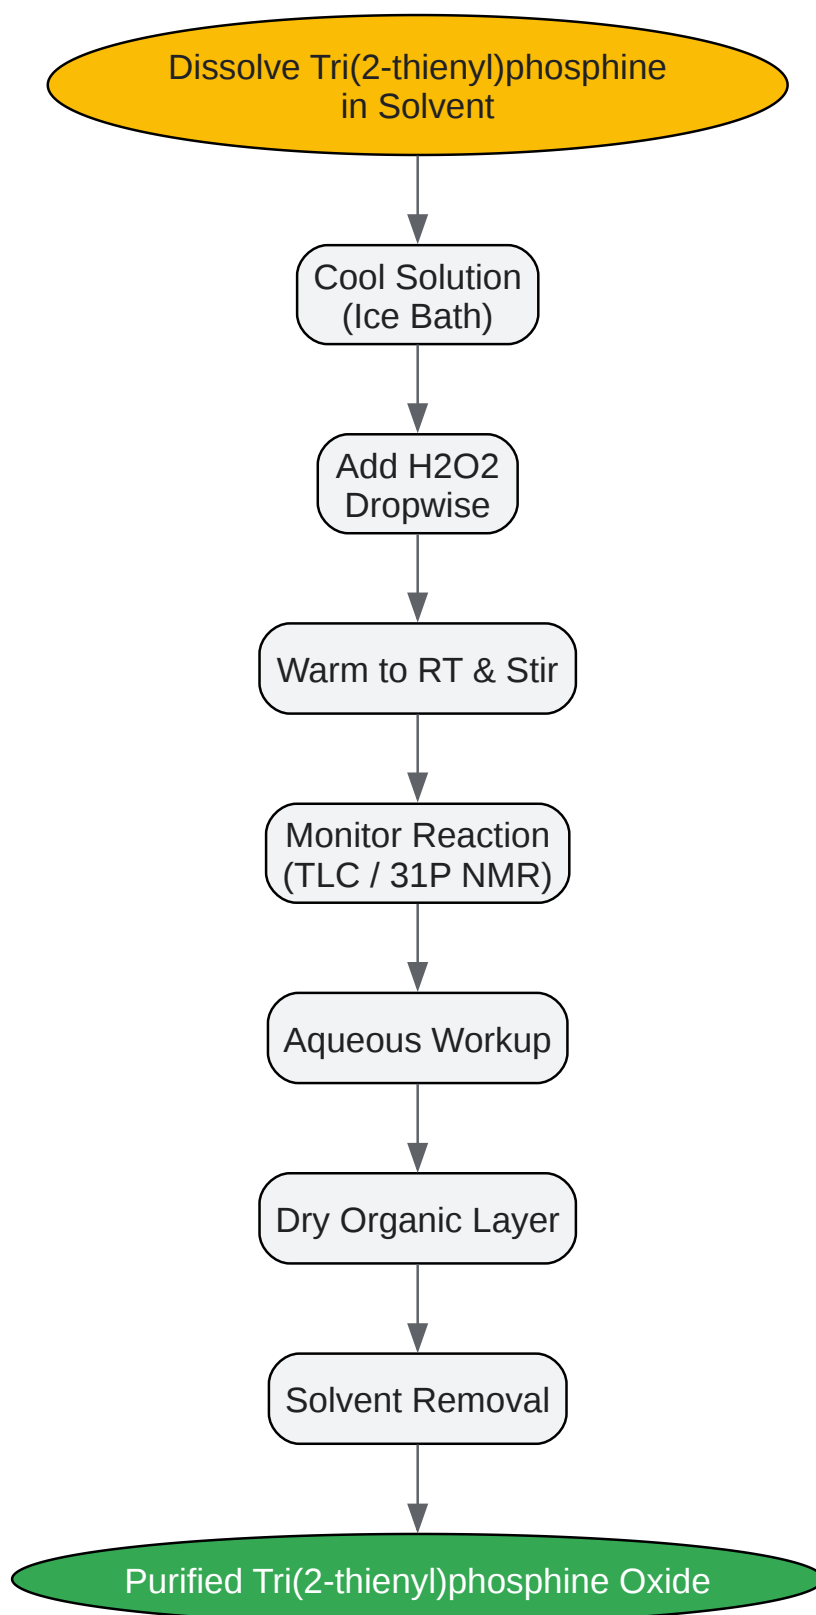 Dissolve Tri(2-thienyl)phosphine
in Solvent
Cool Solution
(Ice Bath)
Add H2O2
Dropwise
Warm to RT & Stir
Monitor Reaction
(TLC / 31P NMR)
Aqueous Workup
Dry Organic Layer
Solvent Removal
Purified Tri(2-thienyl)phosphine Oxide